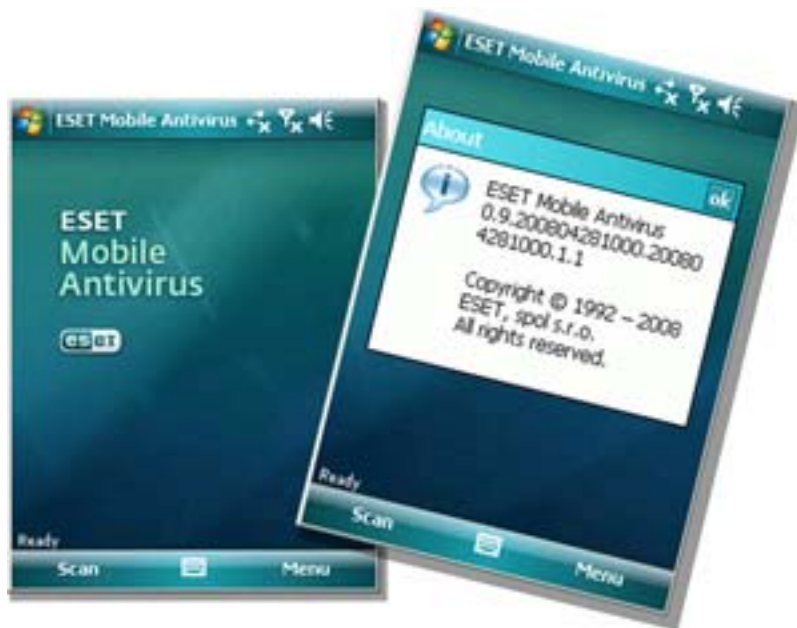 ESET Mobile Antivirus
ESET
Mobile
Antivirus
eseT
Ready
Scan
Menu
ESET Mobile Antivirus
About
ok
ESET Mobile Antivirus
0.9.200804281000.20080
4281000.1.1
Copyright © 1992 – 2008
ESET, spol s.r.o.
All rights reserved.
Ready
Scan
Menu